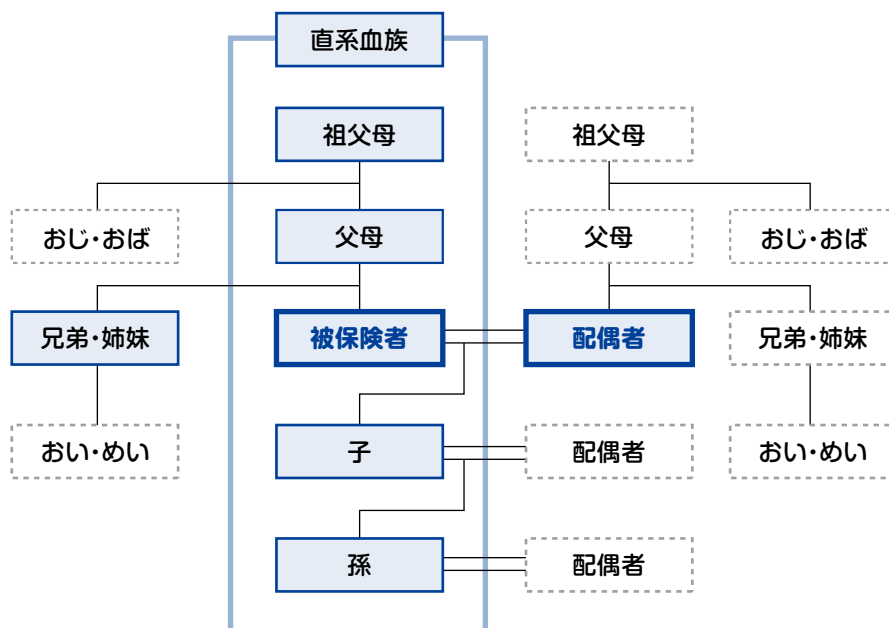 直系血族
祖父母
祖父母
おじ・おば
父母
父母
おじ・おば
兄弟・姉妹
被保険者
配偶者
兄弟・姉妹
おい・めい
子
配偶者
おい・めい
孫
配偶者